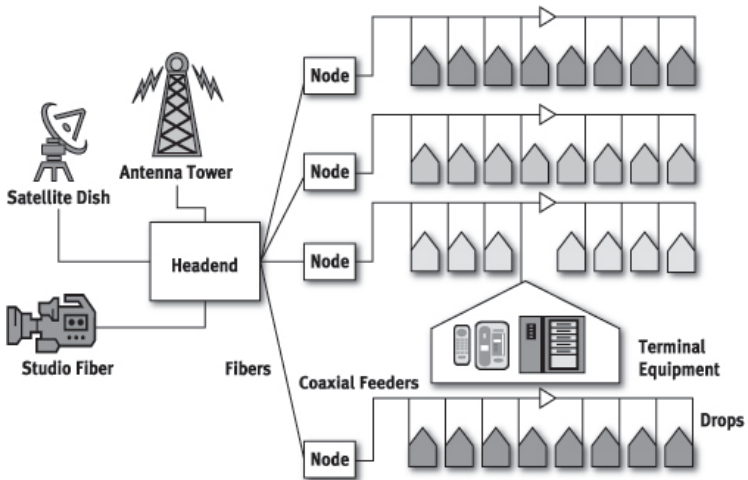 Node
Antenna Tower
Node
Satellite Dish
Headend
Node
Studio Fiber
Fibers
Coaxial Feeders
Terminal
Equipment
Drops
Node